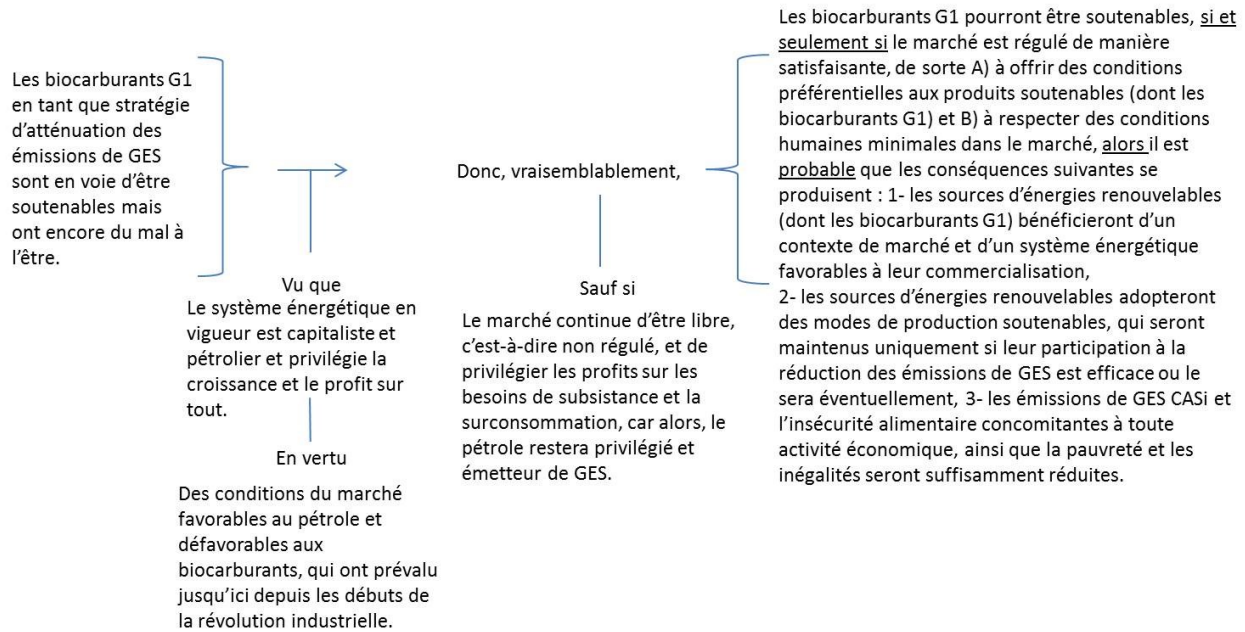 Les biocarburants G1
en tant que stratégie
d’atténuation des
émissions de GES
sont en voie d’être
soutenables mais
ont encore du mal à
l’être.
Vu que
Le système énergétique en
vigueur est capitaliste et
pétrolier et privilégie la
croissance et le profit sur
tout.
En vertu
Des conditions du marché
favorables au pétrole et
défavorables aux
biocarburants, qui ont prévalu
jusqu’ici depuis les débuts de
la révolution industrielle.
Donc, vraisemblablement,
Sauf si
Le marché continue d’être libre,
c’est-à-dire non régulé, et de
privilégier les profits sur les
besoins de subsistance et la
surconsommation, car alors, le
pétrole restera privilégié et
émetteur de GES.
Les biocarburants G1 pourront être soutenables, si et
seulement si le marché est régulé de manière
satisfaisante, de sorte A) à offrir des conditions
préférentielles aux produits soutenables (dont les
biocarburants G1) et B) à respecter des conditions
humaines minimales dans le marché, alors il est
probable que les conséquences suivantes se
produisent : 1- les sources d’énergies renouvelables
(dont les biocarburants G1) bénéficieront d’un
contexte de marché et d’un système énergétique
favorables à leur commercialisation,
2- les sources d’énergies renouvelables adopteront
des modes de production soutenables, qui seront
maintenus uniquement si leur participation à la
réduction des émissions de GES est efficace ou le
sera éventuellement, 3- les émissions de GES CASi et
l’insécurité alimentaire concomitantes à toute
activité économique, ainsi que la pauvreté et les
inégalités seront suffisamment réduites.